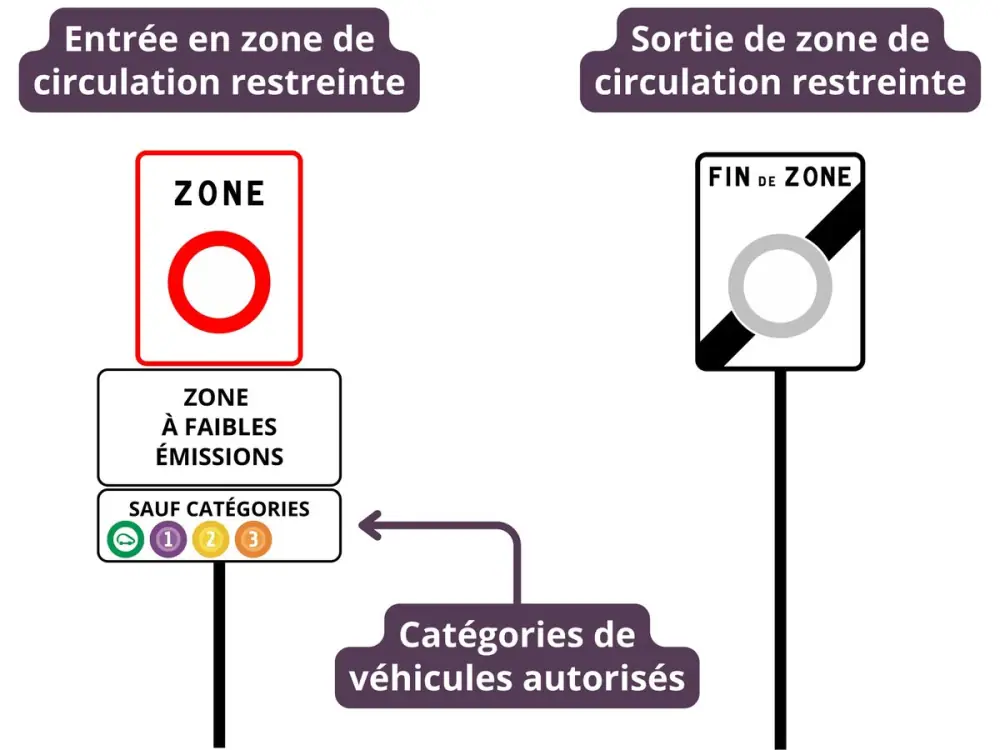 Entrée en zone de
circulation restreinte
Sortie de zone de
circulation restreinte
ZONE
ZONE
À FAIBLES
ÉMISSIONS
SAUF CATÉGORIES
1 2 3
FIN DE ZONE
Catégories de
véhicules autorisés